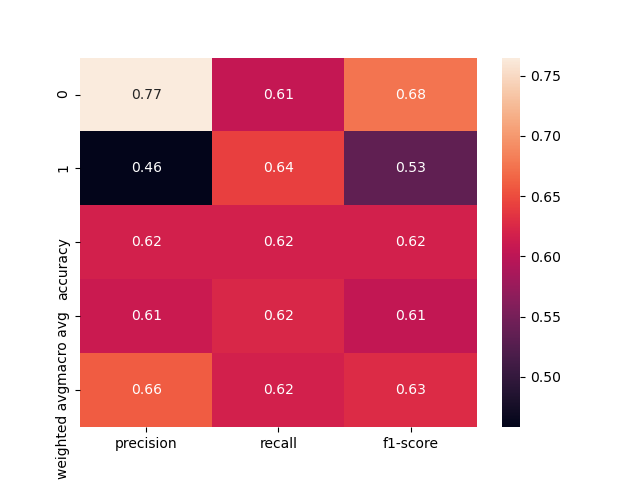 0 0.77 0.61 0.68
1 0.46 0.64 0.53
accuracy 0.62 0.62 0.62
macro avg 0.61 0.62 0.61
weighted avg 0.66 0.62 0.63
precision recall f1-score
0.75
0.70
0.65
0.60
0.55
0.50